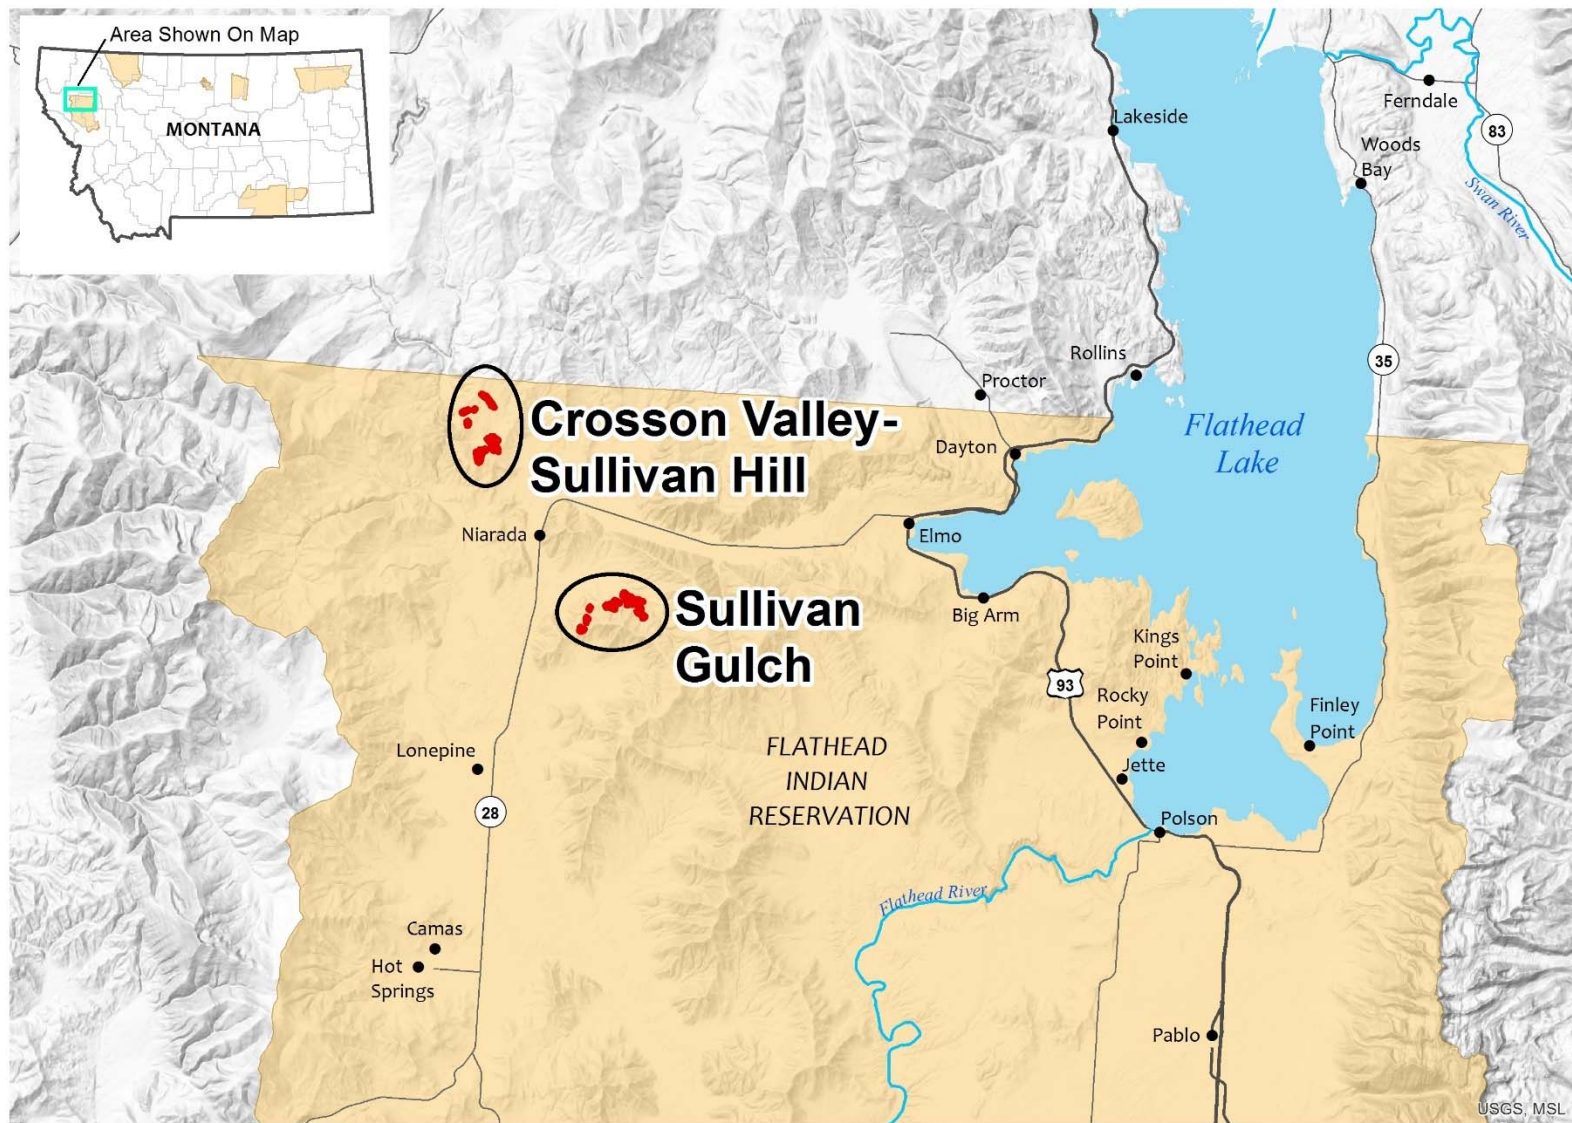 Area Shown On Map
MONTANA
Ferndale
83
Lakeside
Woods
Bay
Swan River
Rollins
35
Proctor
Crosson Valley-
Sullivan Hill
Flathead
Lake
Dayton
Niarada
Elmo
Sullivan
Gulch
Big Arm
Kings
Point
93
Rocky
Point
Finley
Point
Lonepine
FLATHEAD
INDIAN
RESERVATION
Jette
28
Polson
Flathead River
Camas
Hot
Springs
Pablo
USGS, MSL